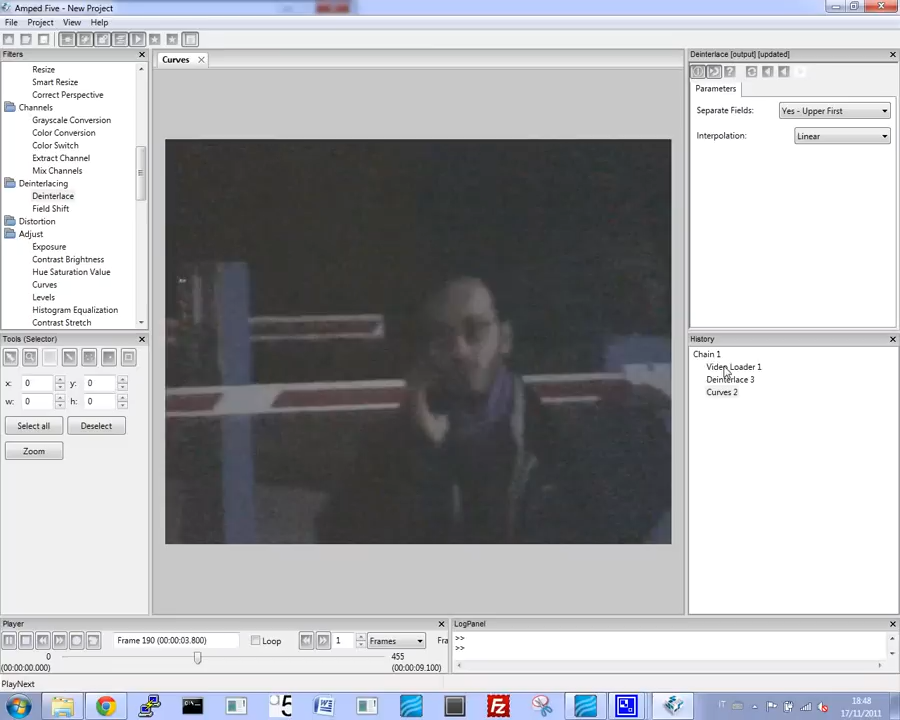 Amped Five - New Project
File Project View Help
Filters
Resize
Smart Resize
Correct Perspective
Channels
Grayscale Conversion
Color Conversion
Color Switch
Extract Channel
Mix Channels
Deinterlacing
Deinterlace
Field Shift
Distortion
Adjust
Exposure
Contrast Brightness
Hue Saturation Value
Curves
Levels
Histogram Equalization
Contrast Stretch
Tools (Selector)
x: 0 y: 0
w: 0 h: 0
Select all Deselect
Zoom
Curves
Deinterlace [output] [updated]
Parameters
Separate Fields: Yes - Upper First
Interpolation: Linear
History
Chain 1
Video Loader 1
Deinterlace 3
Curves 2
Player
Frame 190 (00:00:03.800) Loop 1 Frames Fra
0 455
(00:00:00.000) (00:00:09.100)
LogPanel
>>
>>
PlayNext
5
IT
18:48
17/11/2011